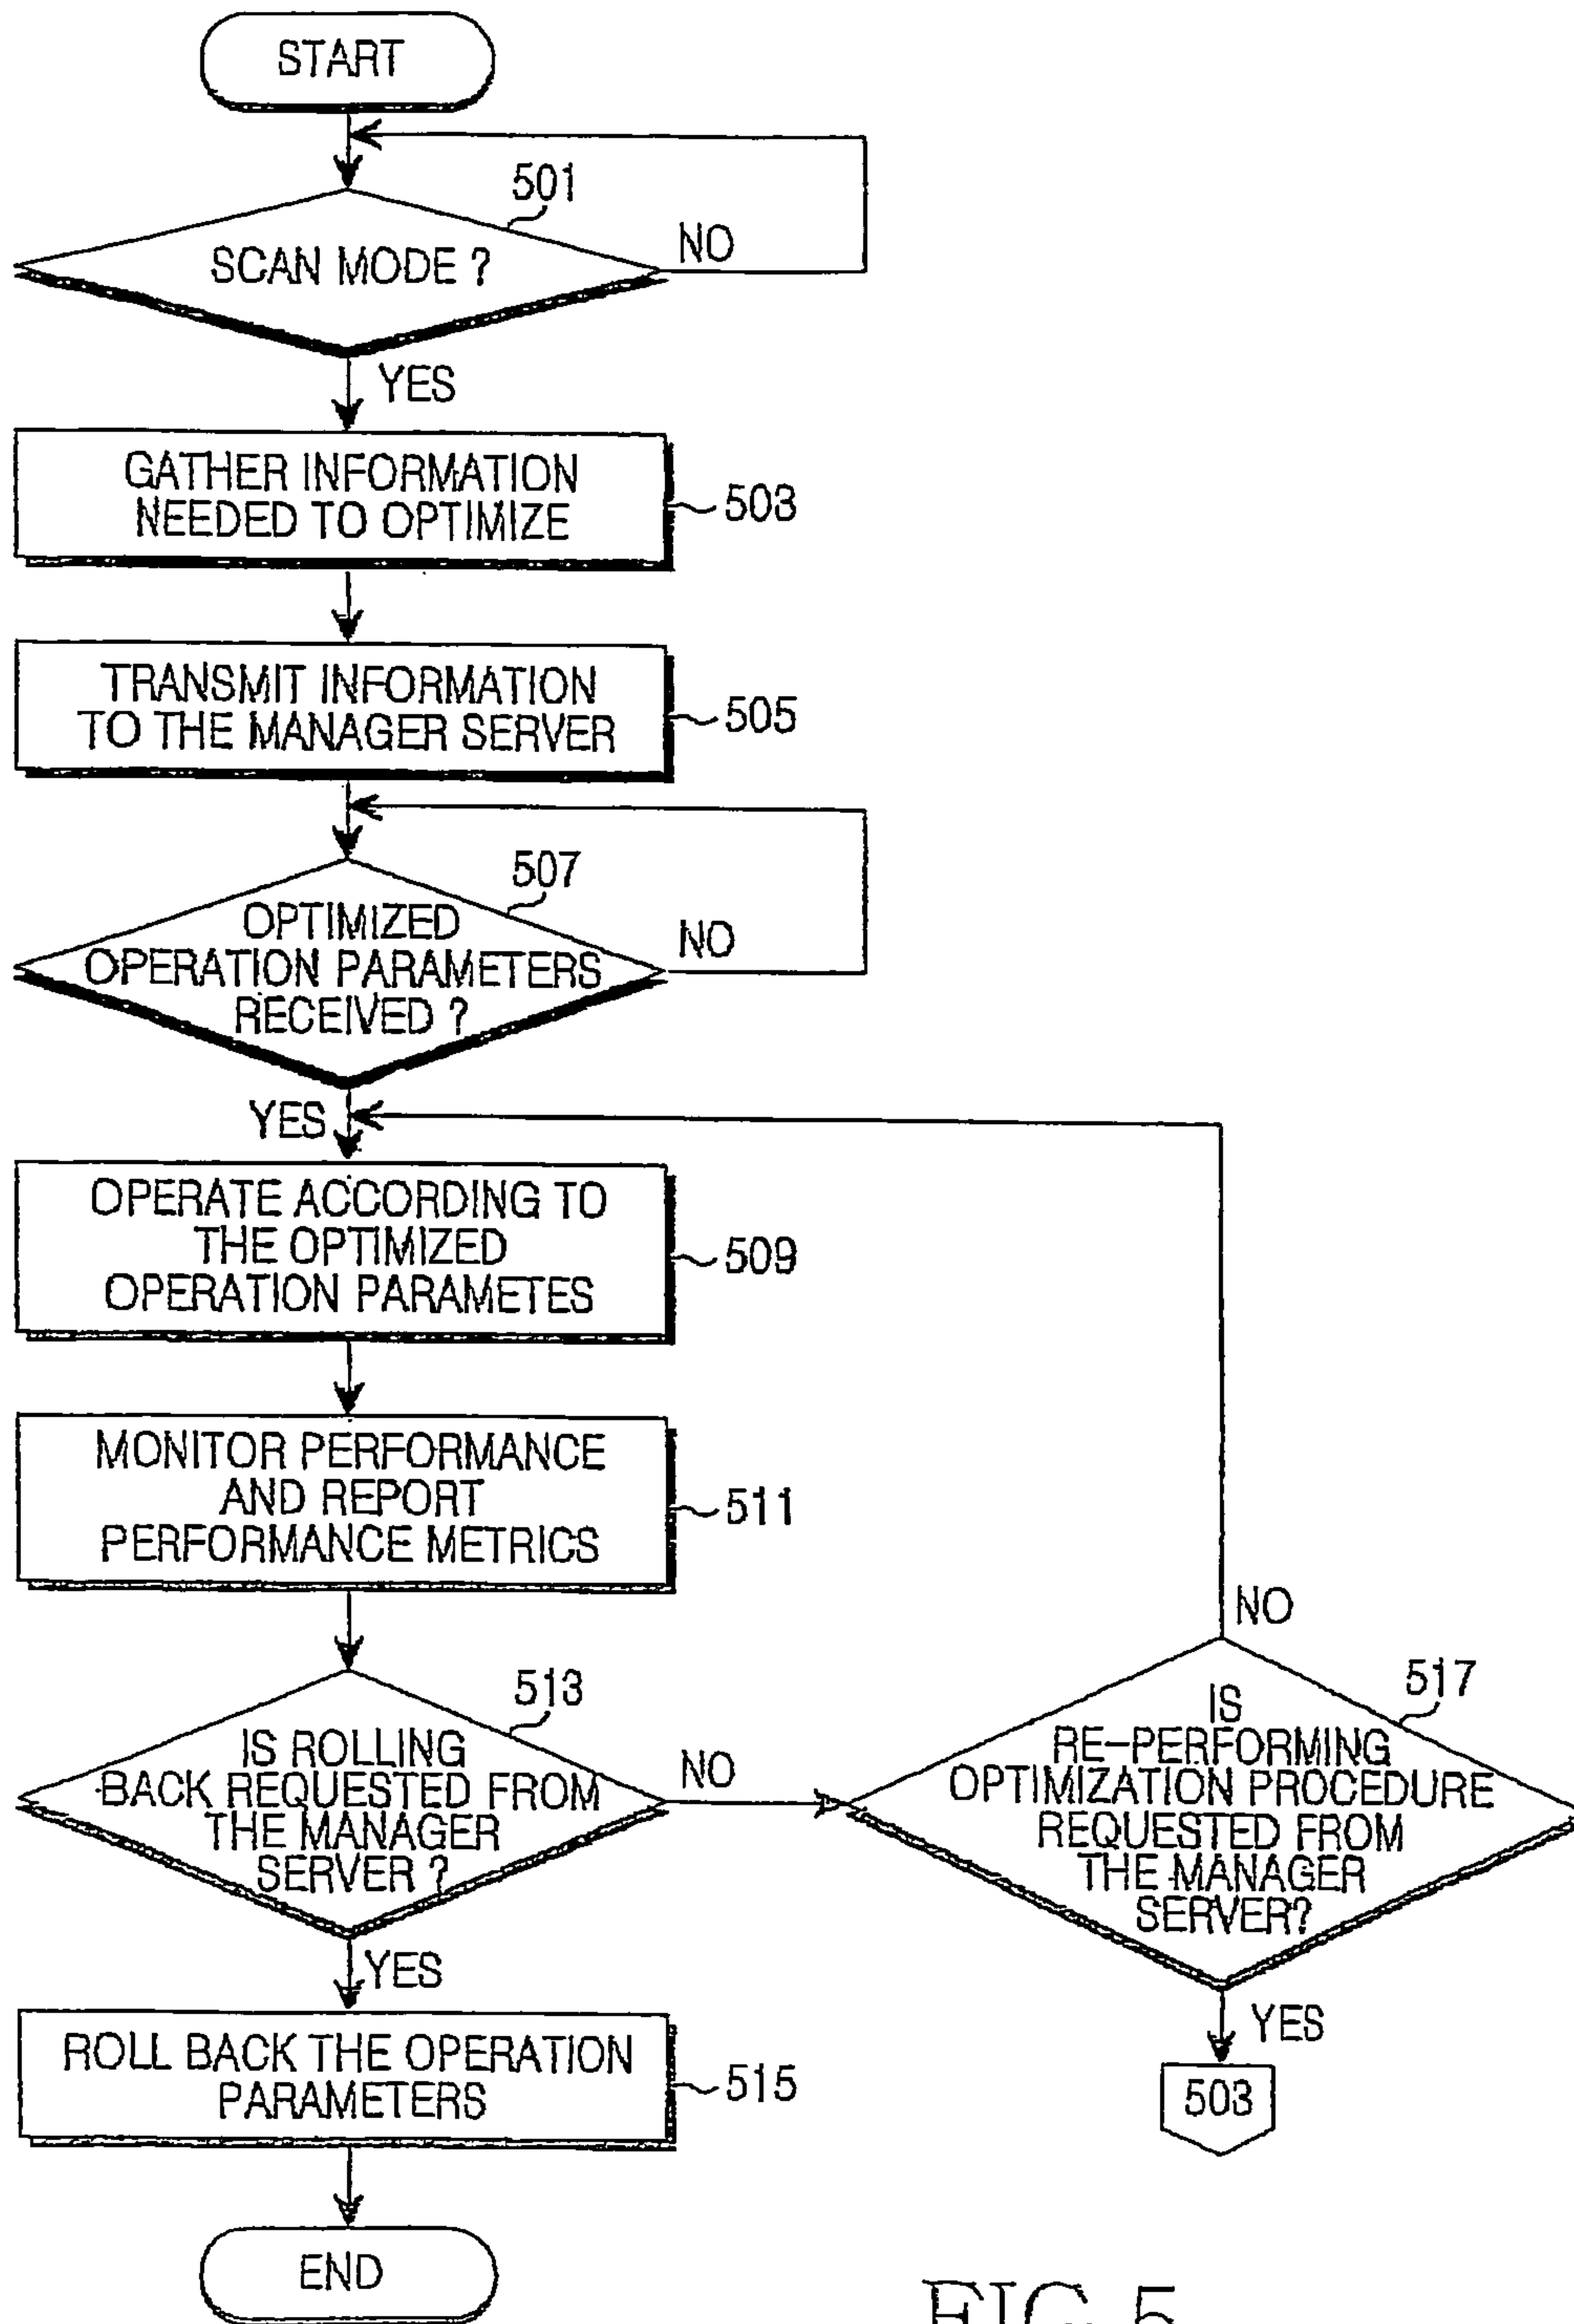 START
501
SCAN MODE ?
NO
YES
GATHER INFORMATION
NEEDED TO OPTIMIZE
503
TRANSMIT INFORMATION
TO THE MANAGER SERVER
505
507
OPTIMIZED
OPERATION PARAMETERS
RECEIVED ?
NO
YES
OPERATE ACCORDING TO
THE OPTIMIZED
OPERATION PARAMETES
509
MONITOR PERFORMANCE
AND REPORT
PERFORMANCE METRICS
511
513
IS ROLLING
BACK REQUESTED FROM
THE MANAGER
SERVER ?
NO
YES
NO
517
IS
RE-PERFORMING
OPTIMIZATION PROCEDURE
REQUESTED FROM
THE MANAGER
SERVER?
YES
503
ROLL BACK THE OPERATION
PARAMETERS
515
END
FIG. 5